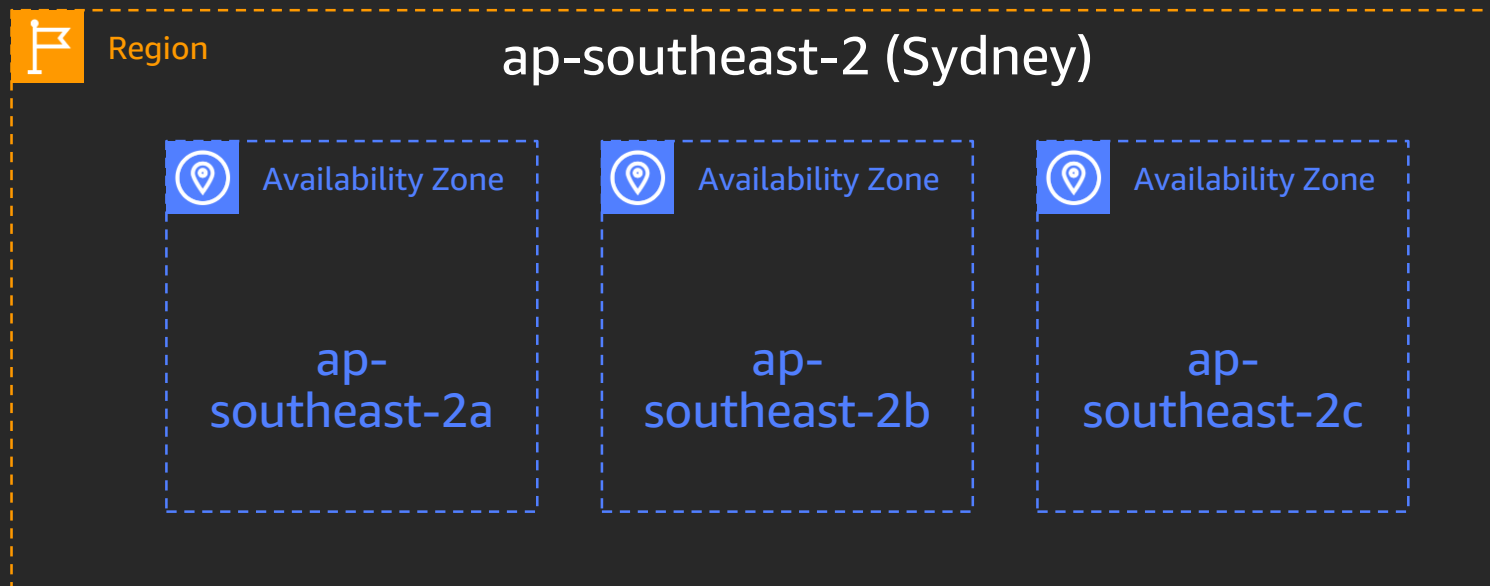 Region
ap-southeast-2 (Sydney)
Availability Zone
ap-
southeast-2a
Availability Zone
ap-
southeast-2b
Availability Zone
ap-
southeast-2c